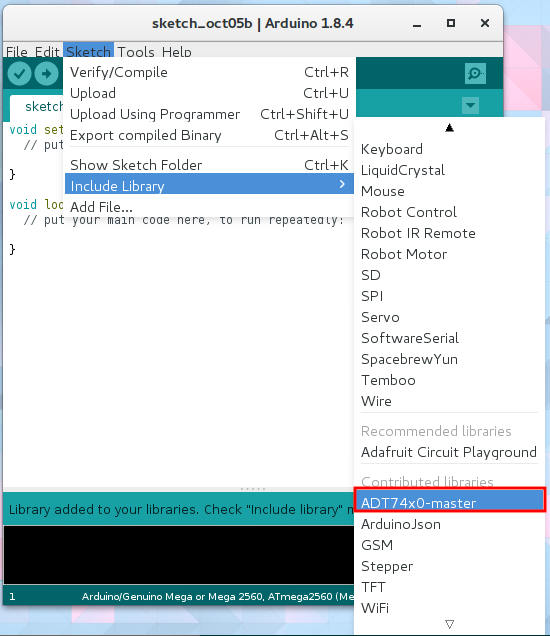 sketch_oct05b | Arduino 1.8.4
File Edit Sketch Tools Help
Verify/Compile Ctrl+R
Upload Ctrl+U
Upload Using Programmer Ctrl+Shift+U
Export compiled Binary Ctrl+Alt+S
Show Sketch Folder Ctrl+K
Include Library
Add File...
sketch
void set
// put
}
void loo
// put your main code here, to run repeatedly:
}
Keyboard
LiquidCrystal
Mouse
Robot Control
Robot IR Remote
Robot Motor
SD
SPI
Servo
SoftwareSerial
SpacebrewYun
Temboo
Wire
Recommended libraries
Adafruit Circuit Playground
Contributed libraries
ADT74x0-master
ArduinoJson
GSM
Stepper
TFT
WiFi
Library added to your libraries. Check "Include library" m
1 Arduino/Genuino Mega or Mega 2560, ATmega2560 (Me